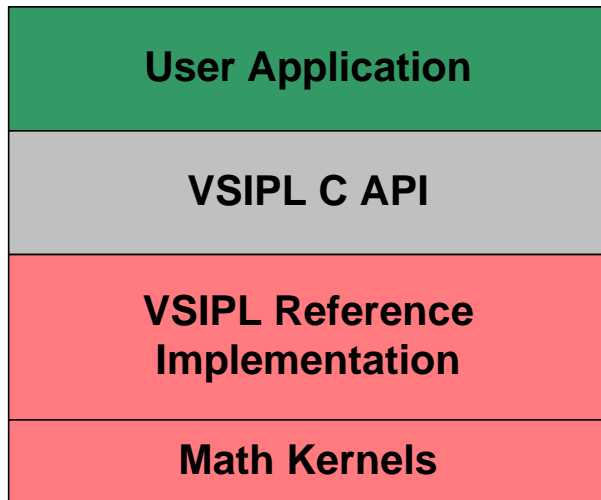 User Application
VSIPL C API
VSIPL Reference
Implementation
Math Kernels